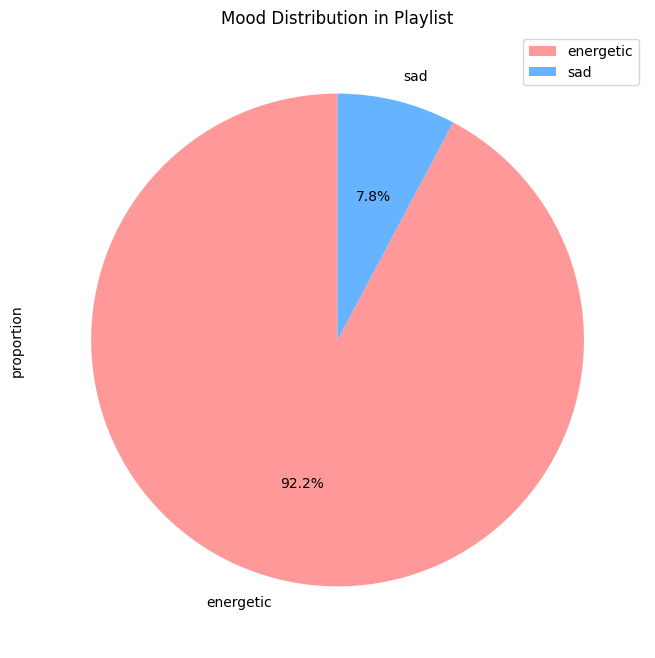 Mood Distribution in Playlist
energetic
sad
sad
7.8%
proportion
92.2%
energetic